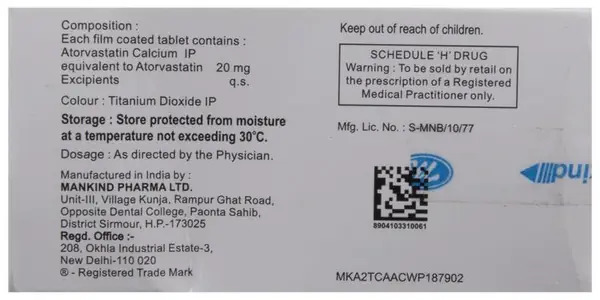 Composition :
Each film coated tablet contains :
Atorvastatin Calcium IP
equivalent to Atorvastatin 20 mg
Excipients q.s.
Colour : Titanium Dioxide IP
Storage : Store protected from moisture
at a temperature not exceeding 30°C.
Dosage : As directed by the Physician.
Manufactured in India by :
MANKIND PHARMA LTD.
Unit-III, Village Kunja, Rampur Ghat Road,
Opposite Dental College, Paonta Sahib,
District Sirmour, H.P.-173025
Regd. Office :-
208, Okhla Industrial Estate-3,
New Delhi-110 020
® - Registered Trade Mark
Keep out of reach of children.
SCHEDULE 'H' DRUG
Warning : To be sold by retail on
the prescription of a Registered
Medical Practitioner only.
Mfg. Lic. No. : S-MNB/10/77
8904103310061
MKA2TCAACWP187902